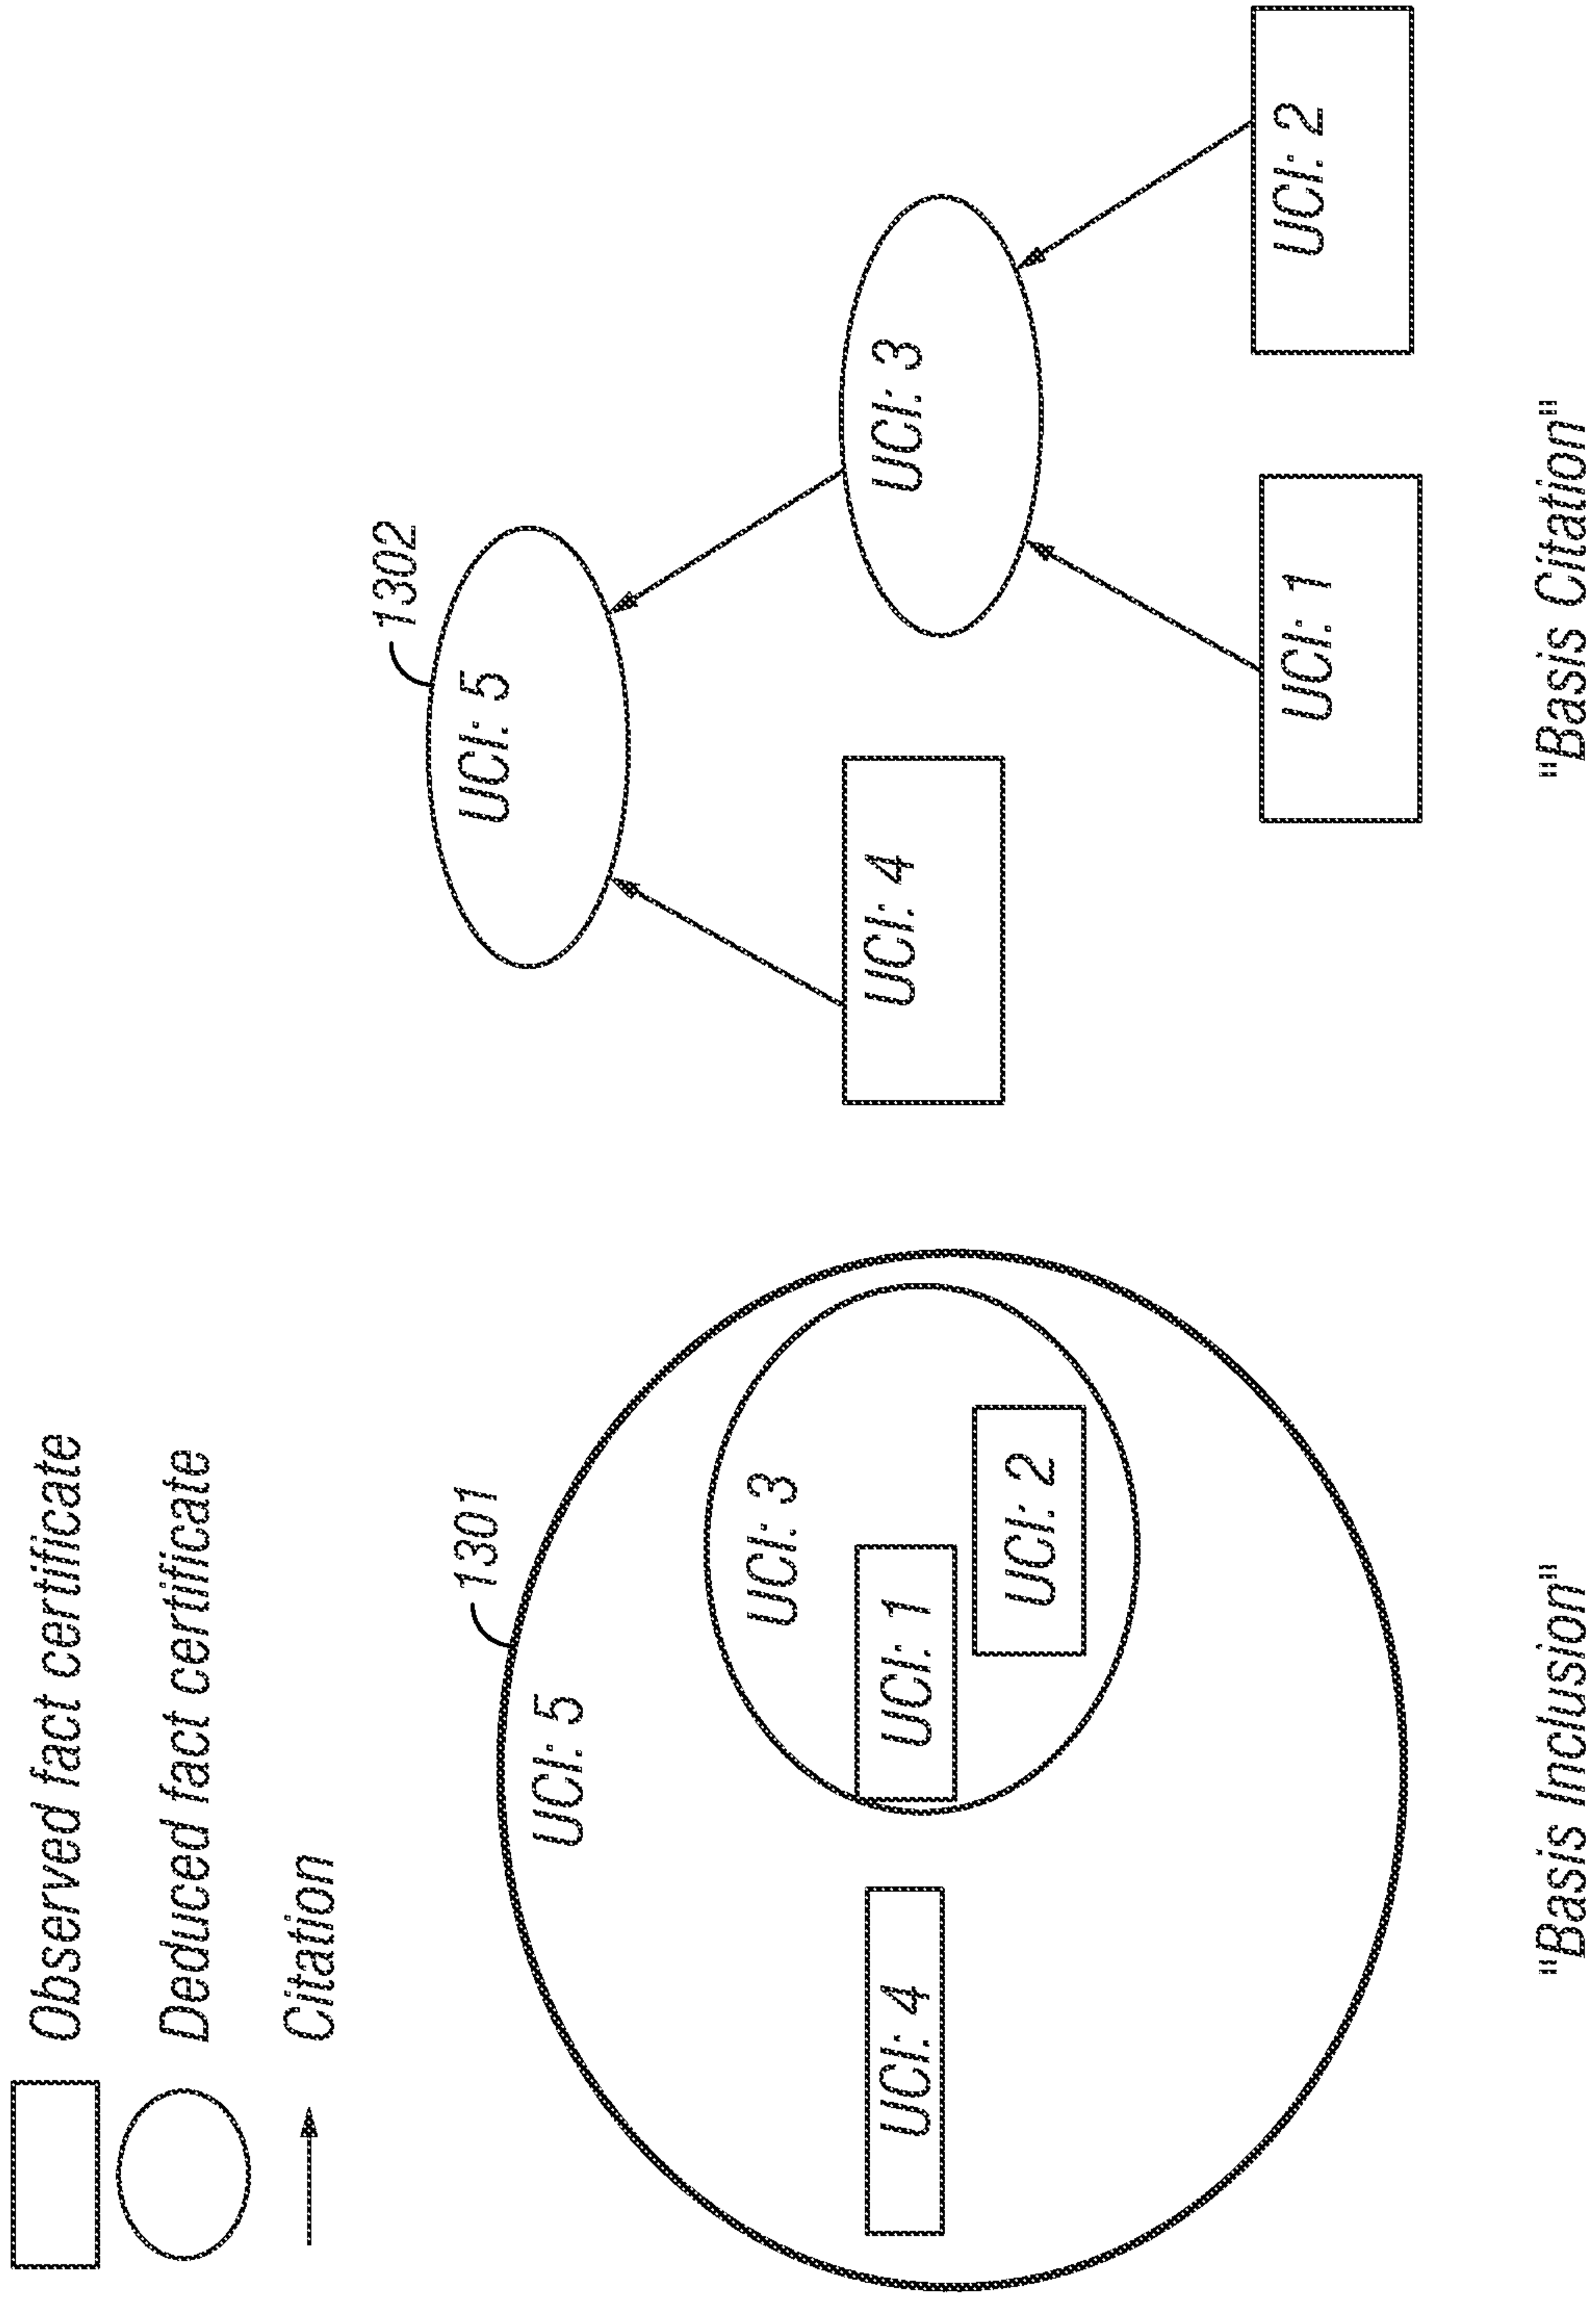 Observed fact certificate
Deduced fact certificate
Citation
1301
UCI: 5
UCI: 3
UCI: 1
UCI: 2
UCI: 4
"Basis Inclusion"
1302
UCI: 5
UCI: 4
UCI: 3
UCI: 1
UCI: 2
"Basis Citation"